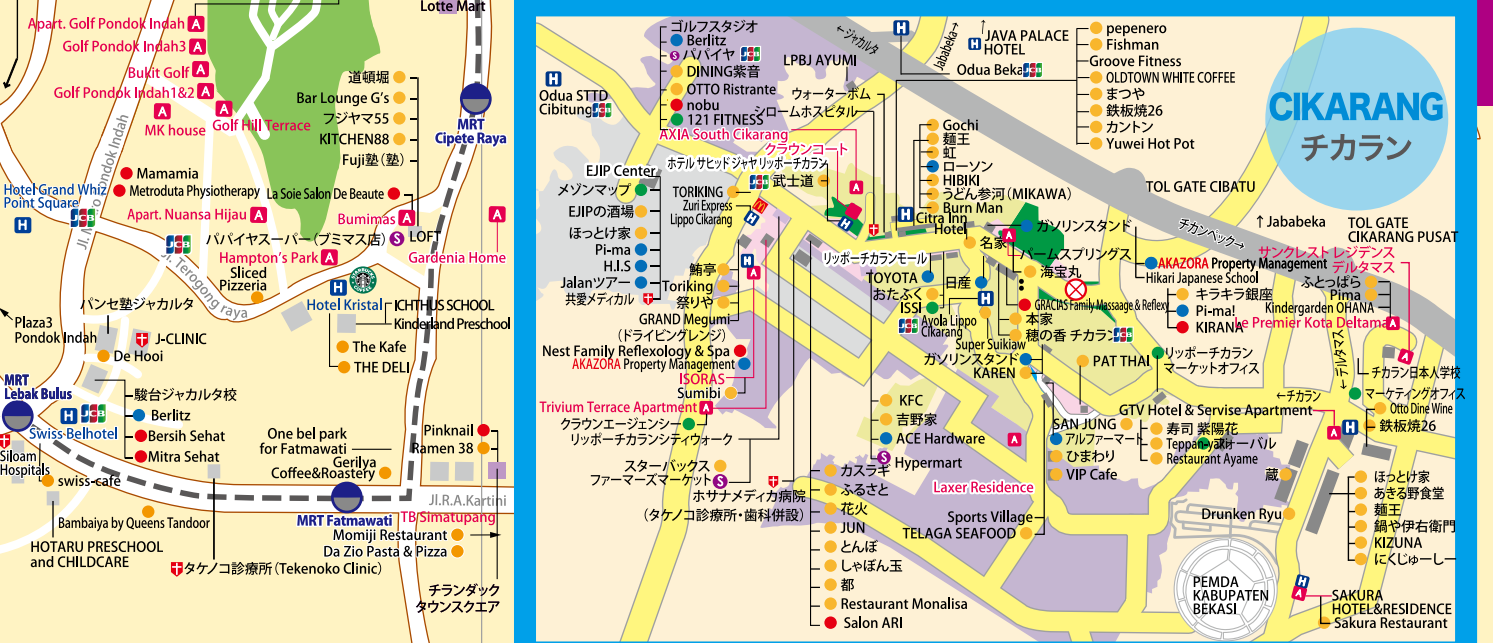 Lotte Mart
Apart. Golf Pondok Indah
A
Golf Pondok Indah3
A
Bukit Golf
A
Golf Pondok Indah1&2
A
A
MK house
A
Golf Hill Terrace
道頓堀
Bar Lounge G's
フジヤマ55
KITCHEN88
Fuji塾(塾)
MRT
Cipete Raya
Mamamia
Metroduta Physiotherapy
La Soie Salon De Beaute
Hotel Grand Whiz
Point Square
H
JCB
Apart. Nuansa Hijau
A
Bumimas
A
A
パパイヤスーパー(ブミマス店)
S
LOFT
JCB
Hampton's Park
A
Gardenia Home
Jl. Terogong raya
Sliced
Pizzeria
H
Hotel Kristal
ICHTHUS SCHOOL
パンセ塾ジャカルタ
Kinderland Preschool
Plaza3
Pondok Indah
J-CLINIC
The Kafe
De Hooi
THE DELI
MRT
Lebak Bulus
駿台ジャカルタ校
H
JCB
Berlitz
Swiss Belhotel
Bersih Sehat
Mitra Sehat
One bel park
for Fatmawati
Pinknail
Ramen 38
Siloam
Hospitals
Gerilya
Coffee&Roastery
swiss-cafe
Jl.R.A.Kartini
MRT Fatmawati
TB Simatupang
Bambaiya by Queens Tandoor
Momiji Restaurant
Da Zio Pasta & Pizza
HOTARU PRESCHOOL
and CHILDCARE
タケノコ診療所(Tekenoko Clinic)
チランダック
タウンスクエア
CIKARANG
チカラン
ゴルフスタジオ
Berlitz
S
パパイヤ
JCB
DINING紫音
OTTO Ristrante
nobu
121 FITNESS
AXIA South Cikarang
LPBJ AYUMI
ウォーターボム
シロームホスピタル
クラウンコート
←ジャカルタ
H
Jababeka→
H
JAVA PALACE
HOTEL
Odua Beka
JCB
pepenero
Fishman
Groove Fitness
OLDTOWN WHITE COFFEE
まつや
鉄板焼26
カントン
Yuwei Hot Pot
H
Odua STTD
Cibitung
JCB
Gochi
麺王
虹
ローソン
HIBIKI
うどん参河(MIKAWA)
Burn Man
H
Citra Inn
Hotel
名家
TOL GATE CIBATU
↑Jababeka
TOL GATE
CIKARANG PUSAT
チカンペック→
EJIP Center
メゾンマップ
EJIPの酒場
ほっとけ家
Pi-ma
H.I.S
Jalanツアー
共愛メディカル
ホテル サヒッド ジャヤ リッポーチカラン
JCB
武士道
TORIKING
Zuri Express
Lippo Cikarang
H
H
A
A
鮪亭
Toriking
祭りや
GRAND Megumi
(ドライビングレンジ)
Nest Family Reflexology & Spa
AKAZORA Property Management
ISORAS
Sumibi
Trivium Terrace Apartment
A
クラウンエージェンシー
リッポーチカランシティウォーク
スターバックス
ファーマーズマーケット
S
ホサナメディカ病院
(タケノコ診療所・歯科併設)
リッポーチカランモール
TOYOTA
おたふく
ISSI
日産
H
JCB
Ayola Lippo
Cikarang
Super Suikiaw
ガソリンスタンド
KAREN
A
ガソリンスタンド
パームスプリングス
海宝丸
GRACIAS Family Massaage & Reflexy
本家
穂の香 チカラン
JCB
AKAZORA Property Management
Hikari Japanese School
キラキラ銀座
Pi-ma!
KIRANA
サンクレスト レジデンス
デルタマス
ふとっぱら
Pima
Kindergarden OHANA
Le Premier Kota Deltamas
A
A
←デルタマス
PAT THAI
リッポーチカラン
マーケットオフィス
チカラン日本人学校
←チカラン
マーケティングオフィス
Otto Dine Wine
鉄板焼26
GTV Hotel & Servise Apartment
A
H
寿司 紫陽花
Teppan-yaki オーバル
Restaurant Ayame
SAN JUNG
アルファーマート
ひまわり
VIP Cafe
KFC
吉野家
ACE Hardware
S
Hypermart
A
Laxer Residence
Sports Village
TELAGA SEAFOOD
カスラギ
ふるさと
花火
JUN
とんぼ
しゃぼん玉
都
Restaurant Monalisa
Salon ARI
蔵
Drunken Ryu
ほっとけ家
あきる野食堂
麺王
鍋や伊右衛門
KIZUNA
にくじゅーしー
PEMDA
KABUPATEN
BEKASI
H
A
SAKURA
HOTEL&RESIDENCE
Sakura Restaurant